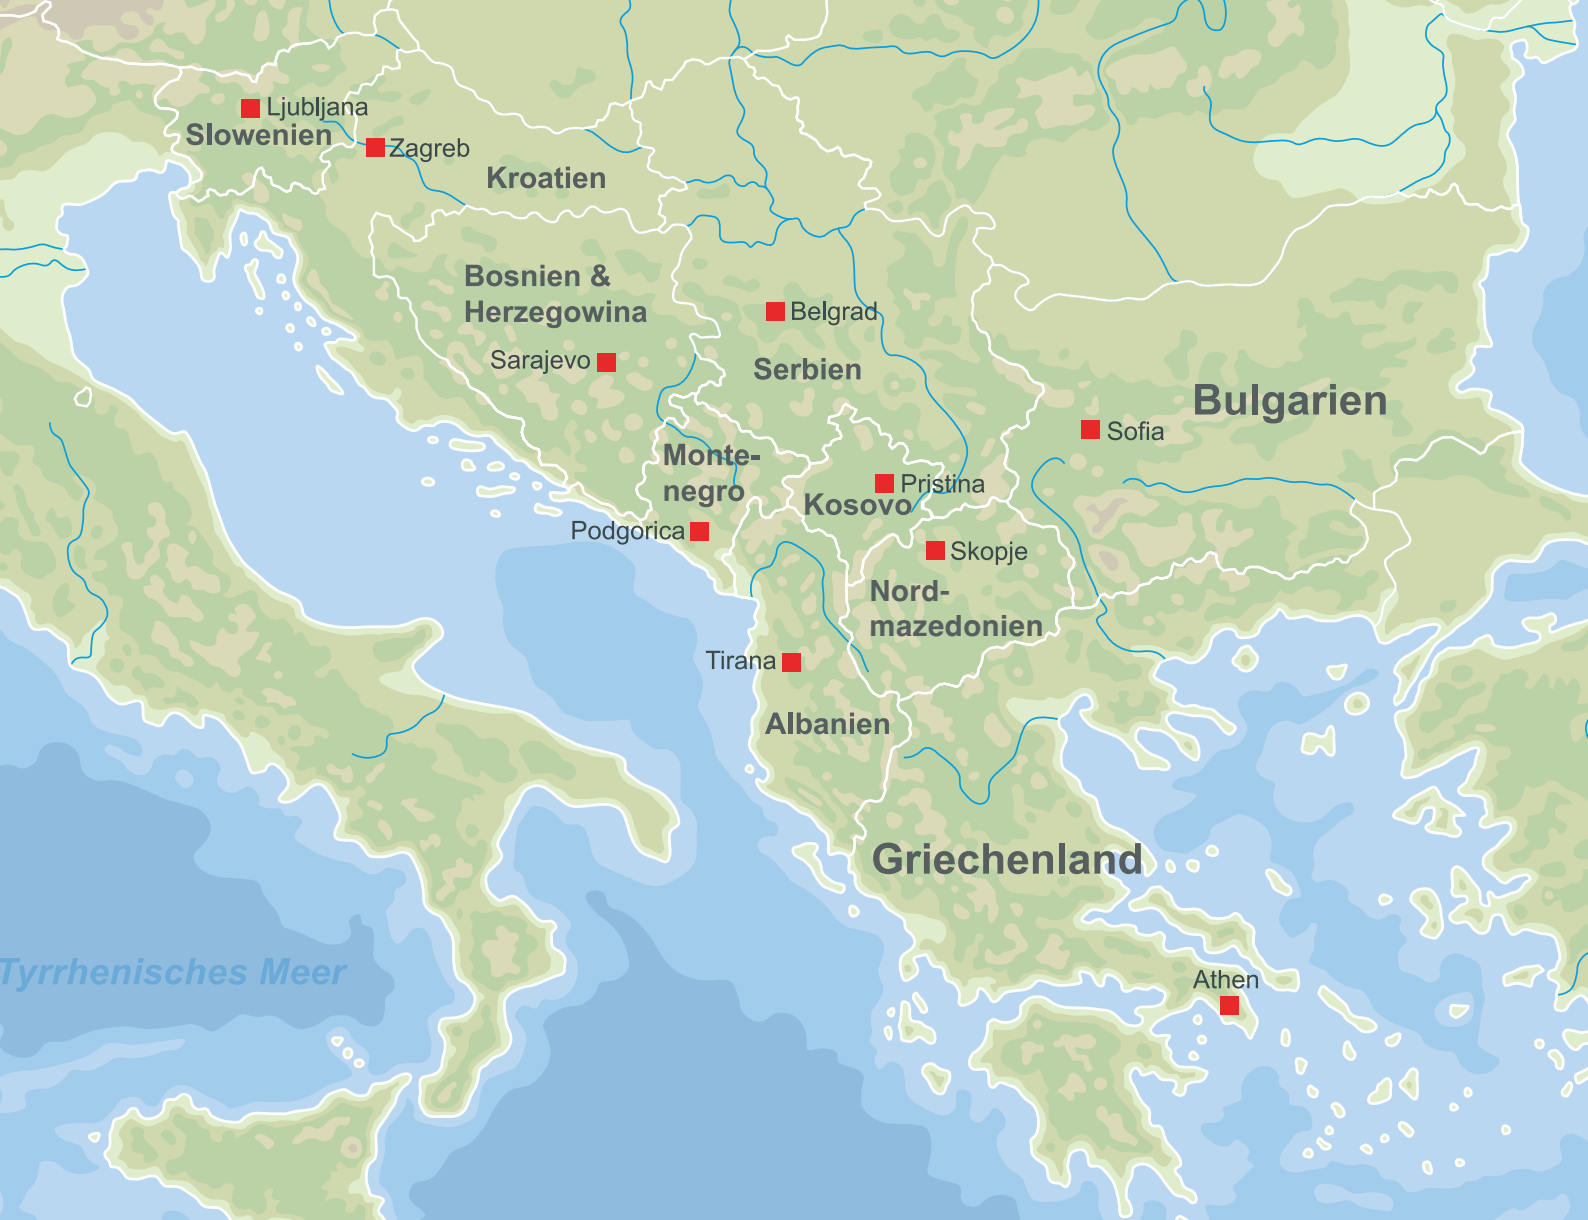 Ljubljana
Slowenien
Zagreb
Kroatien
Bosnien &
Herzegowina
Belgrad
Sarajevo
Serbien
Bulgarien
Sofia
Monte-
negro
Pristina
Kosovo
Podgorica
Skopje
Nord-
mazedonien
Tirana
Albanien
Griechenland
Tyrrhenisches Meer
Athen